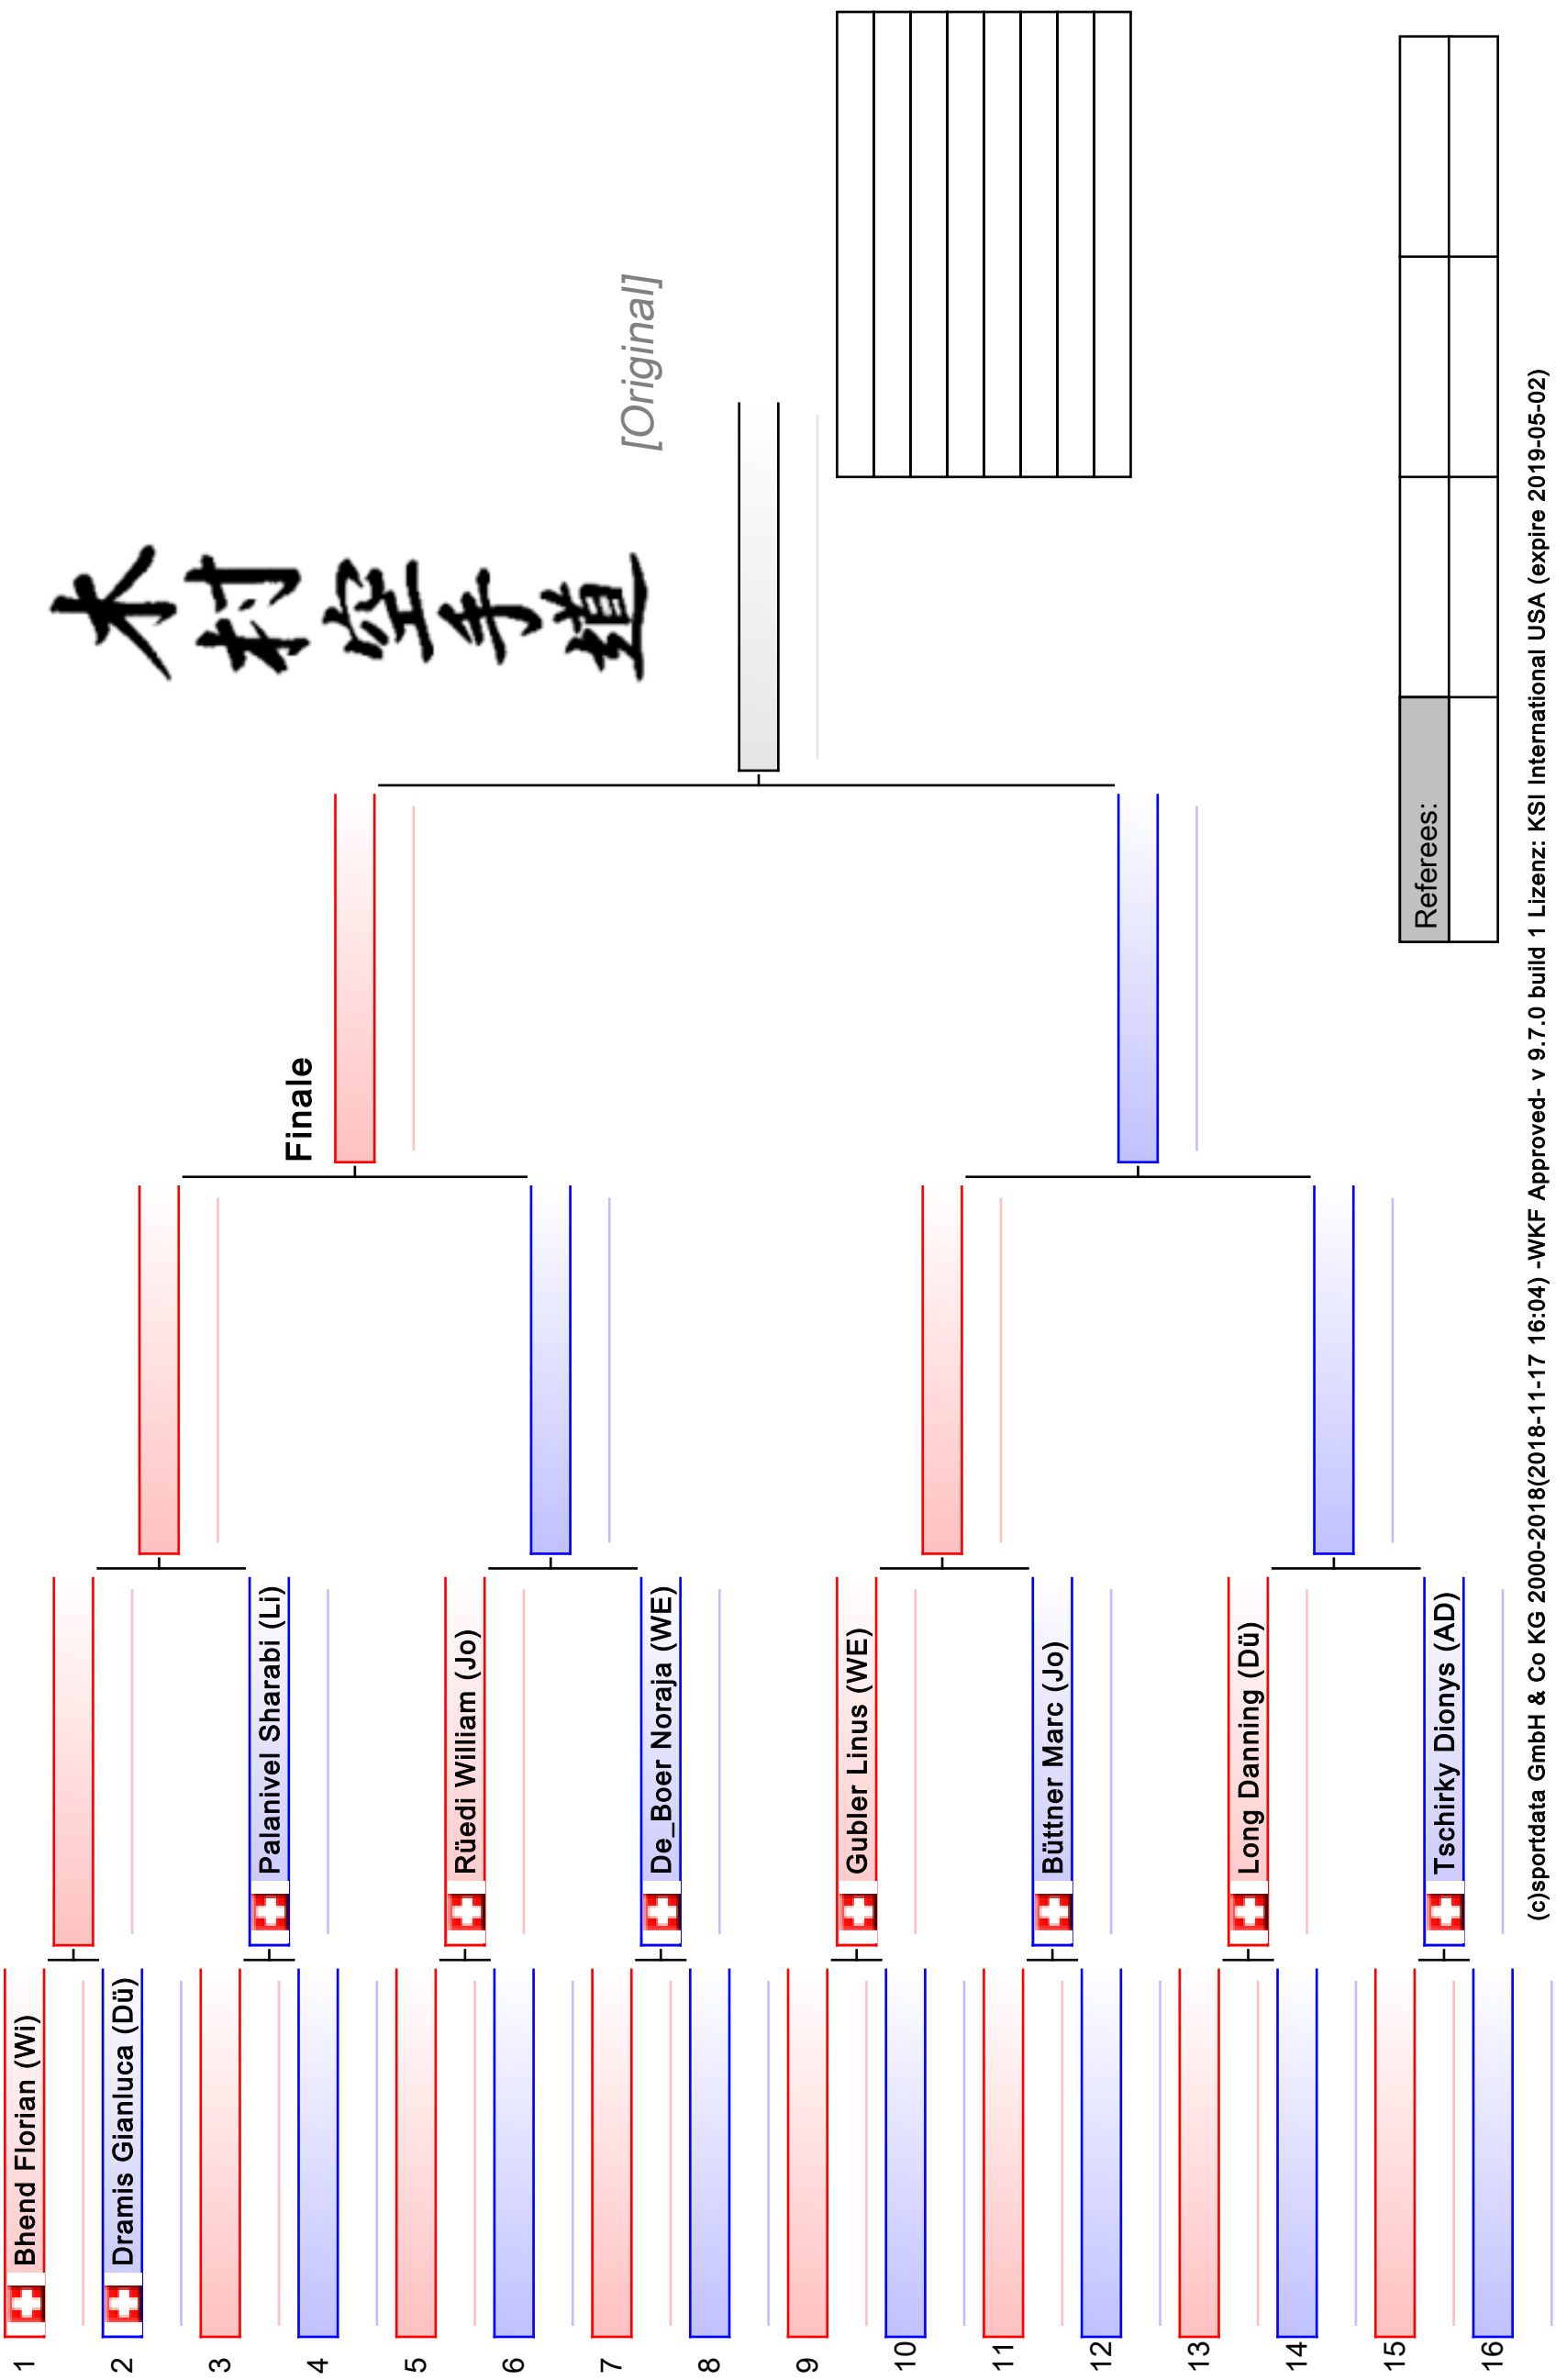 木村空手道
[Original]
Finale
1 Bhend Florian (Wi)
2 Dramis Gianluca (Dü)
3
Palanivel Sharabi (Li)
4
5
Rüedi William (Jo)
6
7
De_Boer Noraja (WE)
8
9
Gubler Linus (WE)
10
11
Büttner Marc (Jo)
12
13
Long Danning (Dü)
14
15
Tschirky Dionys (AD)
16
Referees:
(c)sportdata GmbH & Co KG 2000-2018(2018-11-17 16:04) -WKF Approved- v 9.7.0 build 1 Lizenz: KSI International USA (expire 2019-05-02)